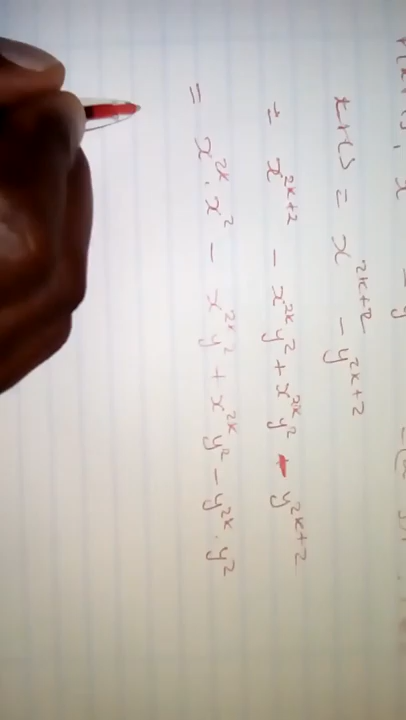 LHS = x^{2k+2} - y^{2k+2}
= x^{2k+2} - x^{2k}y^2 + x^{2k}y^2 - y^{2k+2}
= x^{2k}.x^2 - x^{2k}y^2 + x^{2k}y^2 - y^{2k}.y^2